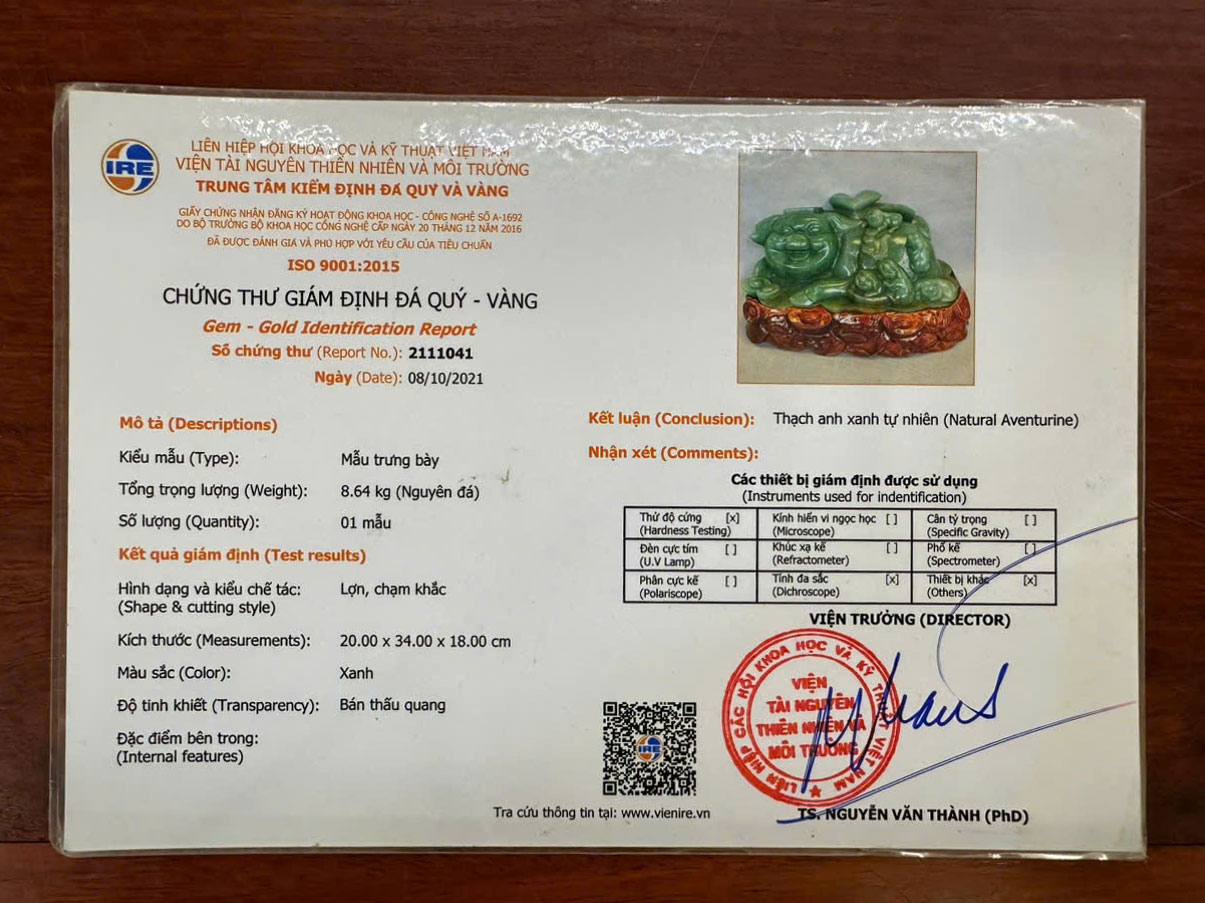 IRE
LIÊN HIỆP HỘI KHOA HỌC VÀ KỸ THUẬT VIỆT NAM
VIỆN TÀI NGUYÊN THIÊN NHIÊN VÀ MÔI TRƯỜNG
TRUNG TÂM KIỂM ĐỊNH ĐÁ QUÝ VÀ VÀNG
GIẤY CHỨNG NHẬN ĐĂNG KÝ HOẠT ĐỘNG KHOA HỌC - CÔNG NGHỆ SỐ A-1692
DO BỘ TRƯỞNG BỘ KHOA HỌC CÔNG NGHỆ CẤP NGÀY 20 THÁNG 12 NĂM 2016
ĐÃ ĐƯỢC ĐÁNH GIÁ VÀ PHÙ HỢP VỚI YÊU CẦU CỦA TIÊU CHUẨN
ISO 9001:2015
CHỨNG THƯ GIÁM ĐỊNH ĐÁ QUÝ - VÀNG
Gem - Gold Identification Report
Số chứng thư (Report No.): 2111041
Ngày (Date): 08/10/2021
Mô tả (Descriptions)
Kiểu mẫu (Type): Mẫu trưng bày
Tổng trọng lượng (Weight): 8.64 kg (Nguyên đá)
Số lượng (Quantity): 01 mẫu
Kết quả giám định (Test results)
Hình dạng và kiểu chế tác: Lợn, chạm khắc
(Shape & cutting style)
Kích thước (Measurements): 20.00 x 34.00 x 18.00 cm
Màu sắc (Color): Xanh
Độ tinh khiết (Transparency): Bán thấu quang
Đặc điểm bên trong:
(Internal features)
Kết luận (Conclusion): Thạch anh xanh tự nhiên (Natural Aventurine)
Nhận xét (Comments):
Các thiết bị giám định được sử dụng
(Instruments used for indentification)
Thử độ cứng [x] Kính hiển vi ngọc học [ ] Cân tỷ trọng [ ]
(Hardness Testing) (Microscope) (Specific Gravity)
Đèn cực tím [ ] Khúc xạ kế [ ] Phổ kế [ ]
(U.V Lamp) (Refractometer) (Spectrometer)
Phân cực kế [ ] Tính đa sắc [x] Thiết bị khác [x]
(Polariscope) (Dichroscope) (Others)
VIỆN TRƯỞNG (DIRECTOR)
LIÊN HIỆP CÁC HỘI KHOA HỌC VÀ KỸ THUẬT VIỆT NAM
VIỆN
TÀI NGUYÊN
THIÊN NHIÊN VÀ
MÔI TRƯỜNG
IRE
Tra cứu thông tin tại: www.vienire.vn
TS. NGUYỄN VĂN THÀNH (PhD)